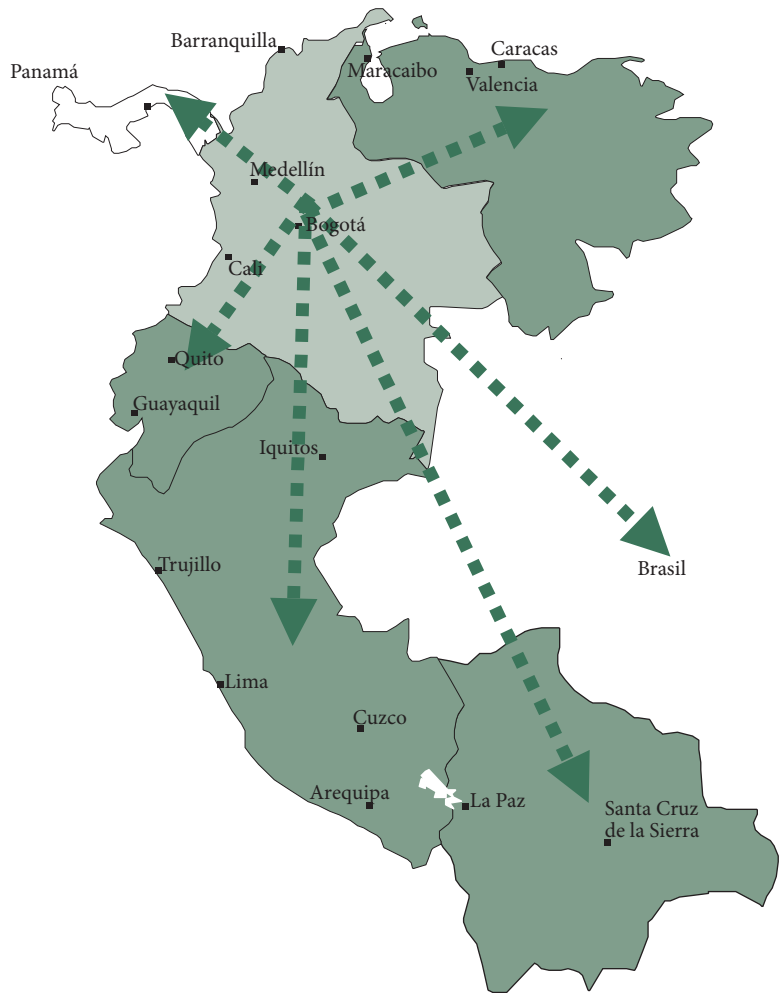 Barranquilla
Caracas
Panamá
Maracaibo
Valencia
Medellín
Bogotá
Cali
Quito
Guayaquil
Iquitos
Trujillo
Brasil
Lima
Cuzco
Arequipa
La Paz
Santa Cruz
de la Sierra